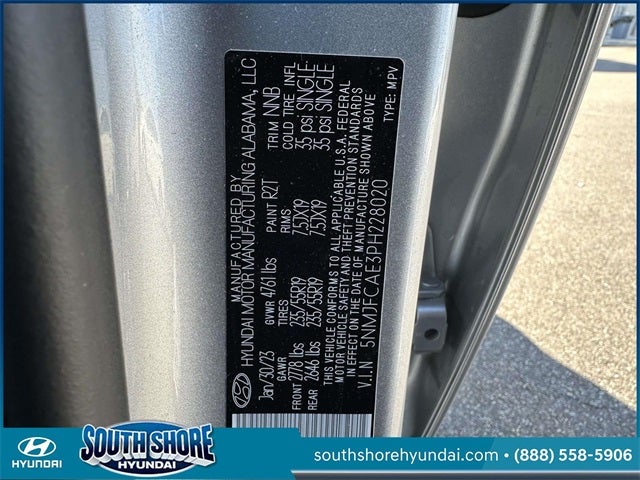 MANUFACTURED BY
HYUNDAI MOTOR MANUFACTURING ALABAMA, LLC
Jan/30/23 GVWR 4761lbs PAINT R2T TRIM NNB
GAWR TIRES RIMS COLD TIRE INFL
FRONT 2778 lbs 235/55R19 7.5JX19 35 psi SINGLE
REAR 2646 lbs 235/55R19 7.5JX19 35 psi SINGLE
THIS VEHICLE CONFORMS TO ALL APPLICABLE U.S.A. FEDERAL
MOTOR VEHICLE SAFETY AND THEFT PREVENTION STANDARDS
IN EFFECT ON THE DATE OF MANUFACTURE SHOWN ABOVE
V.I.N. 5NMJFCAE3PH228020 TYPE: MPV
HYUNDAI
SOUTH SHORE
HYUNDAI
southshorehyundai.com • (888) 558-5906